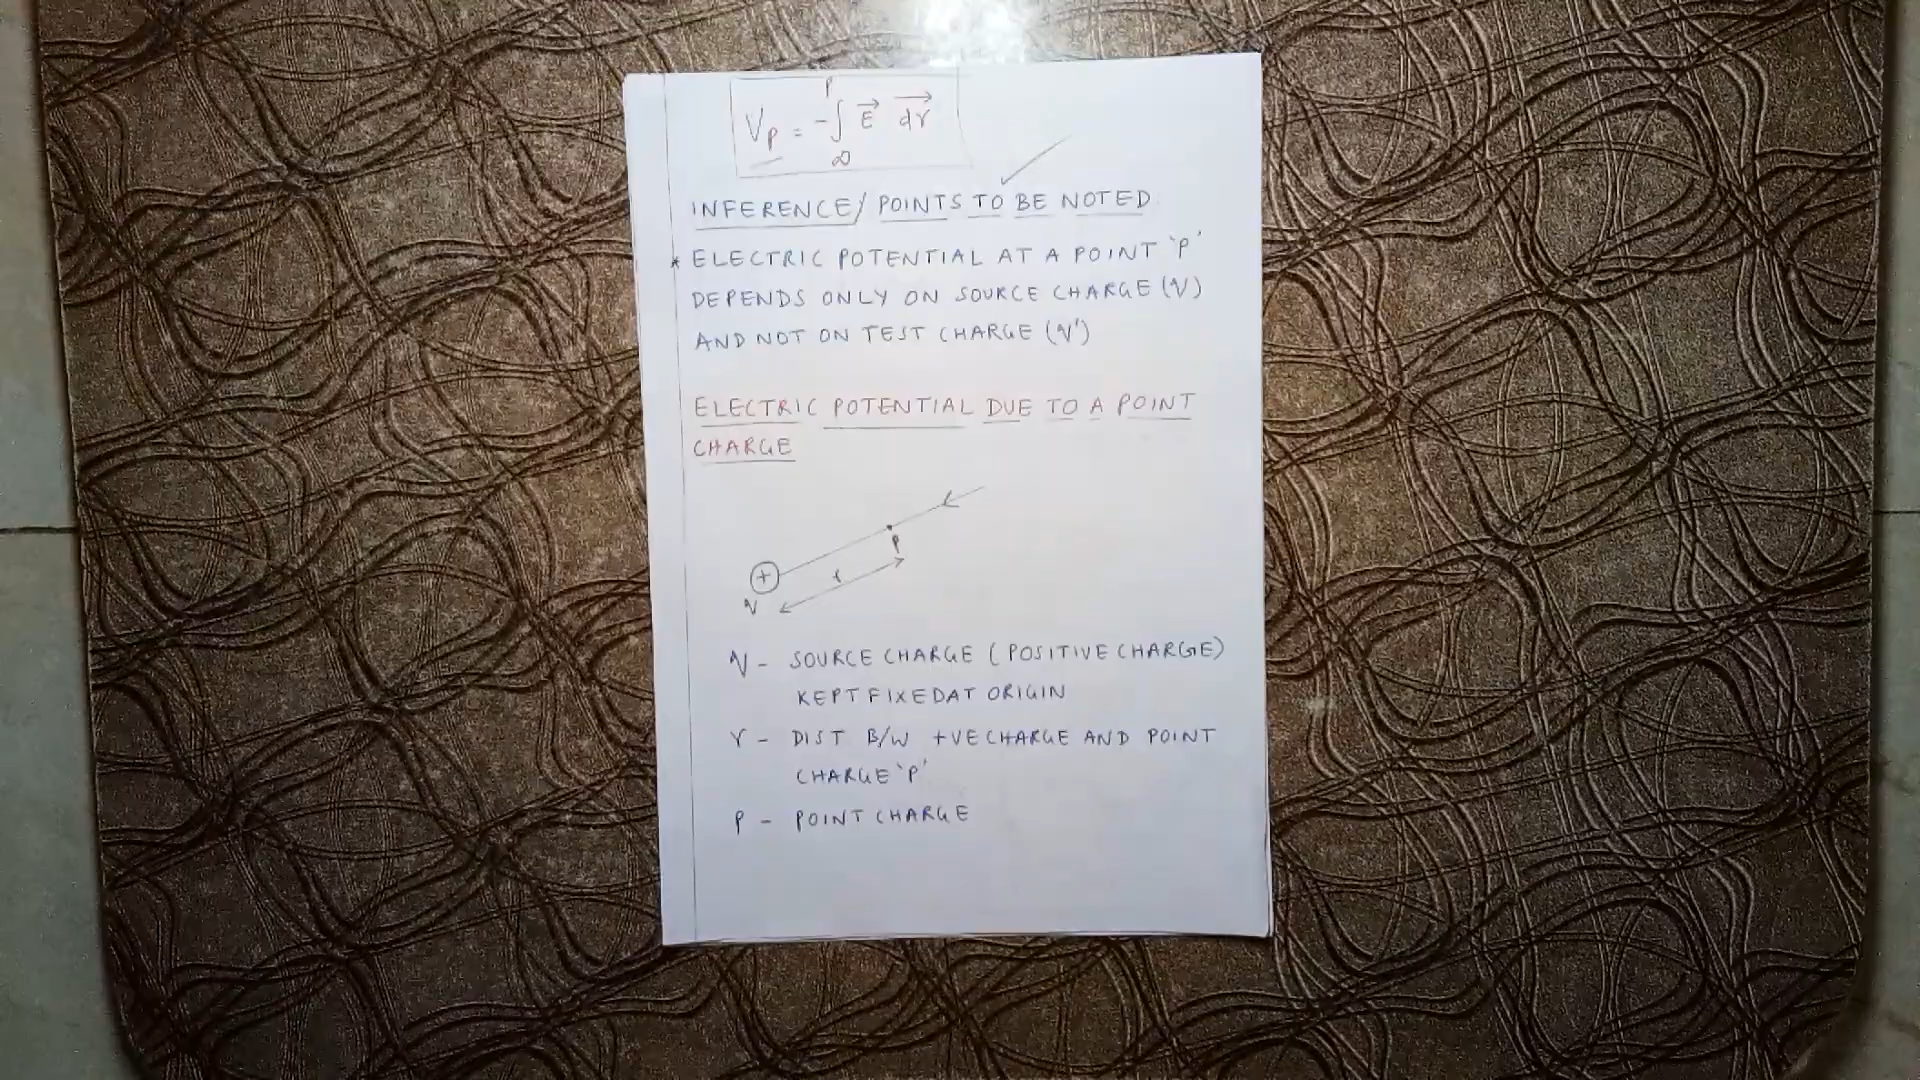 P
Vp = -∫ E⃗ dr⃗
∞
INFERENCE/ POINTS TO BE NOTED
* ELECTRIC POTENTIAL AT A POINT 'P'
DEPENDS ONLY ON SOURCE CHARGE (q)
AND NOT ON TEST CHARGE (q')
ELECTRIC POTENTIAL DUE TO A POINT
CHARGE
P
r
+
q
q - SOURCE CHARGE (POSITIVE CHARGE)
KEPT FIXED AT ORIGIN
r - DIST B/W +VE CHARGE AND POINT
CHARGE 'P'
P - POINT CHARGE